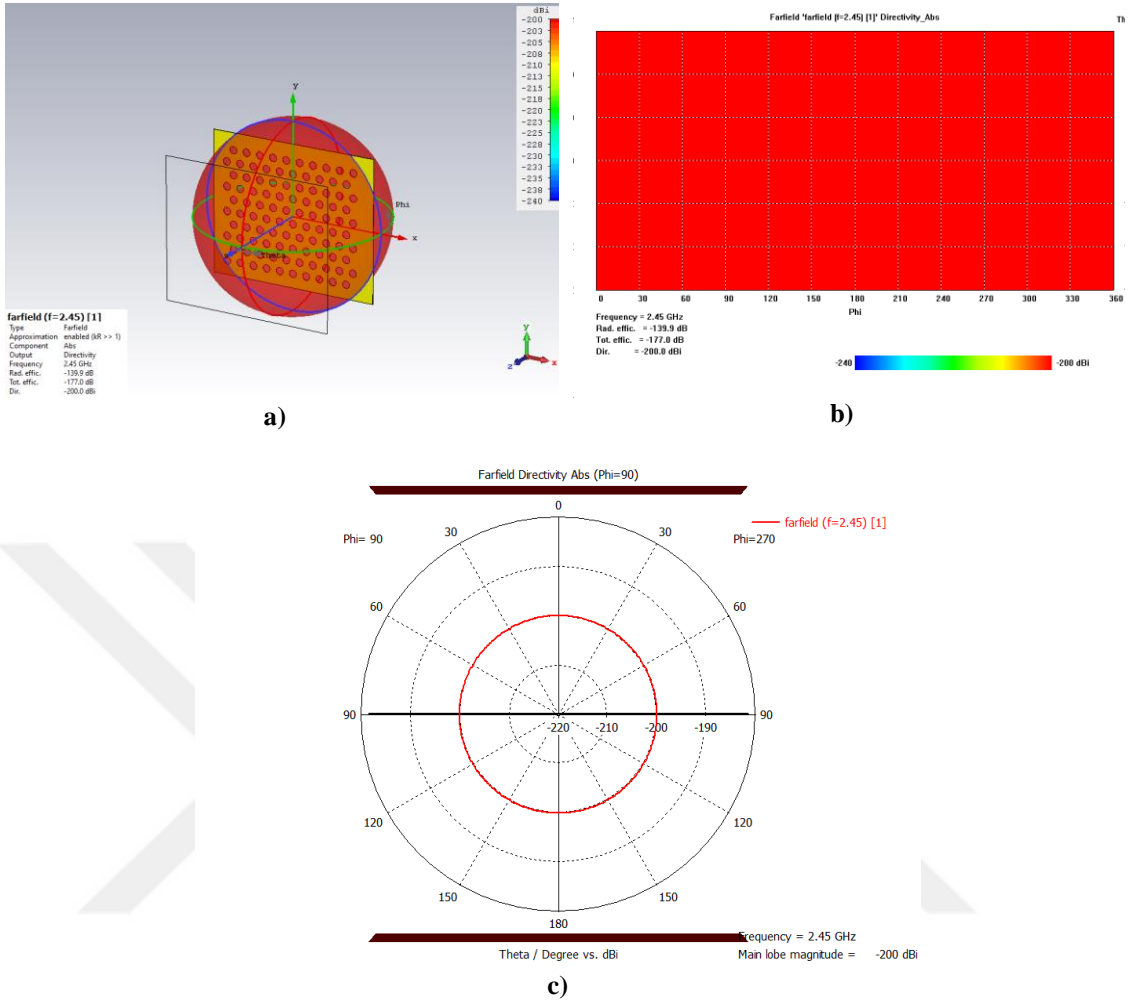 dBi
-200
-203
-205
-208
-210
-213
-215
-218
-220
-223
-225
-228
-230
-233
-235
-238
-240
y
Phi
x
Theta
farfield (f=2.45) [1]
Type Farfield
Approximation enabled (kR >> 1)
Component Abs
Output Directivity
Frequency 2.45 GHz
Rad. effic. -139.9 dB
Tot. effic. -177.0 dB
Dir. -200.0 dBi
y
z x
a)
Farfield 'farfield (f=2.45) [1]' Directivity_Abs
Th
0 30 60 90 120 150 180 210 240 270 300 330 360
Phi
Frequency = 2.45 GHz
Rad. effic. = -139.9 dB
Tot. effic. = -177.0 dB
Dir. = -200.0 dBi
-240 -200 dBi
b)
Farfield Directivity Abs (Phi=90)
farfield (f=2.45) [1]
0
30 30
Phi= 90 Phi=270
60 60
90 90
-220 -210 -200 -190
120 120
150 150
180
Frequency = 2.45 GHz
Theta / Degree vs. dBi
Main lobe magnitude = -200 dBi
c)